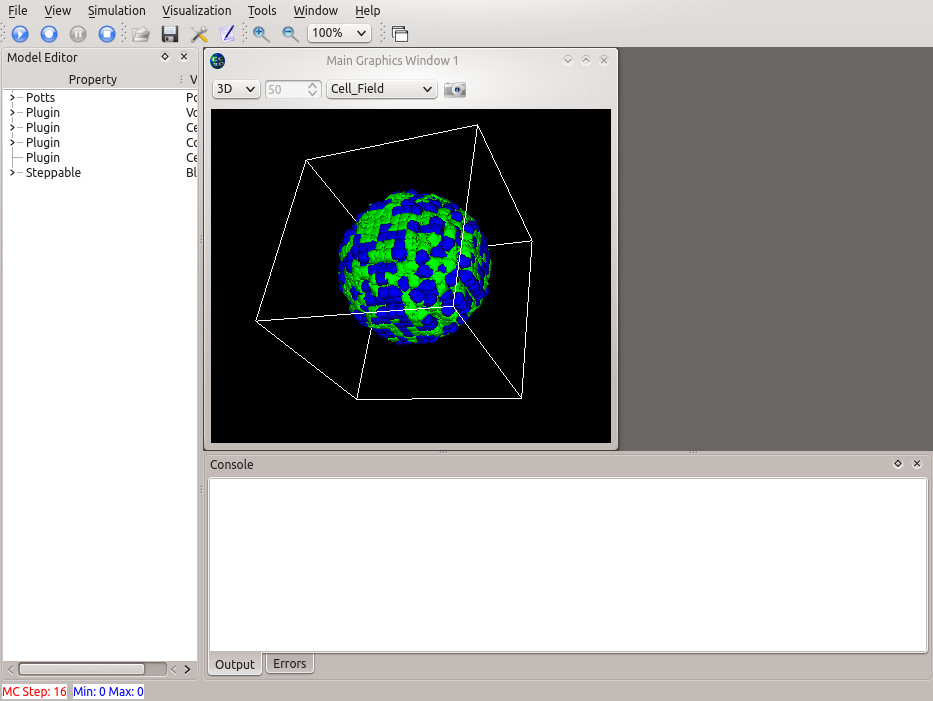 File View Simulation Visualization Tools Window Help
100%
Model Editor
Property V
Potts Po
Plugin Vo
Plugin Ce
Plugin Co
Plugin Ce
Steppable Bl
Main Graphics Window 1
3D 50 Cell_Field
Console
Output Errors
MC Step: 16 Min: 0 Max: 0